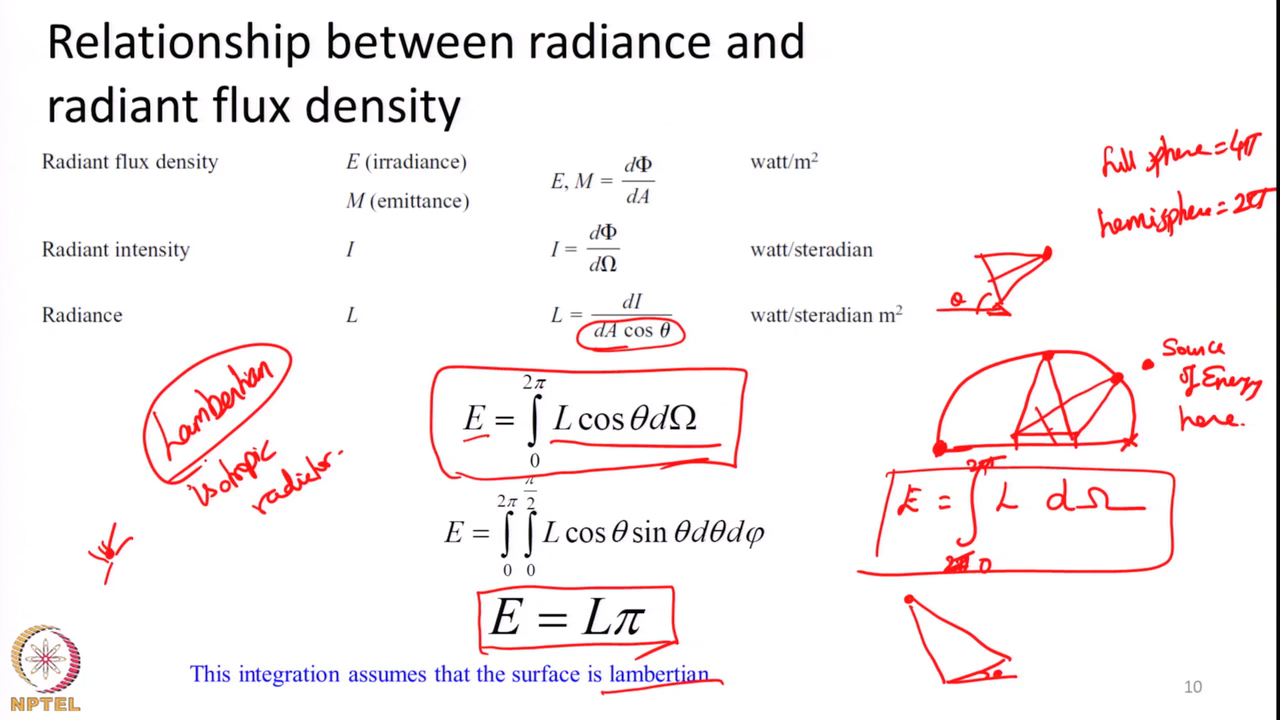 Relationship between radiance and
radiant flux density
Radiant flux density E (irradiance) E, M = dΦ/dA watt/m²
M (emittance)
Radiant intensity I I = dΦ/dΩ watt/steradian
Radiance L L = dI/dA cos θ watt/steradian m²
full sphere = 4π
hemisphere = 2π
θ
Source
of Energy
here.
Lambertian
isotropic
radiator.
E = ∫₀^2π L cos θdΩ
E = ∫₀^2π L dΩ
E = ∫₀^2π ∫₀^π/2 L cos θ sin θdθdφ
E = Lπ
This integration assumes that the surface is lambertian
NPTEL
10